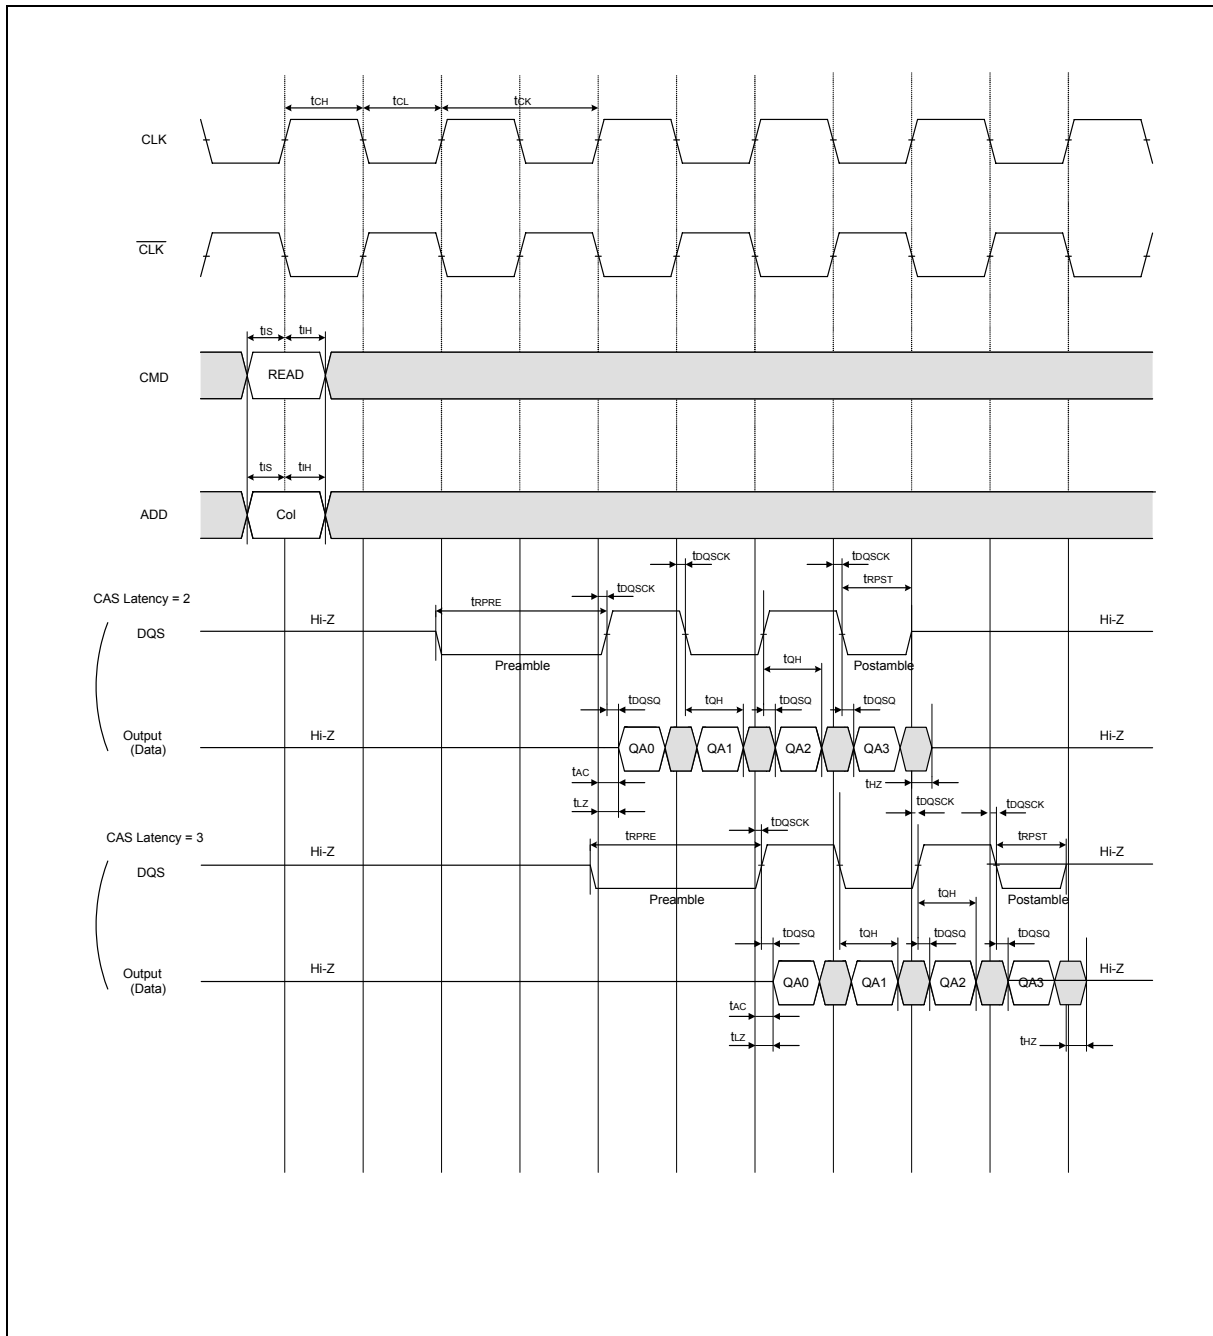 tCH tCL tCK
CLK
CLK
tIS tIH
CMD READ
tIS tIH
ADD Col
tDQSCK tDQSCK
tDQSCK tRPST
CAS Latency = 2
tRPRE
DQS Hi-Z Hi-Z
Preamble Postamble
tQH
tDQSQ tQH tDQSQ tDQSQ
Output
(Data)
Hi-Z QA0 QA1 QA2 QA3 Hi-Z
tAC
tHZ
tLZ tDQSCK tDQSCK
tDQSCK
CAS Latency = 3
tRPRE tRPST
DQS Hi-Z Hi-Z
Preamble Postamble
tQH
tDQSQ tQH tDQSQ tDQSQ
Output
(Data)
Hi-Z QA0 QA1 QA2 QA3 Hi-Z
tAC
tLZ tHZ